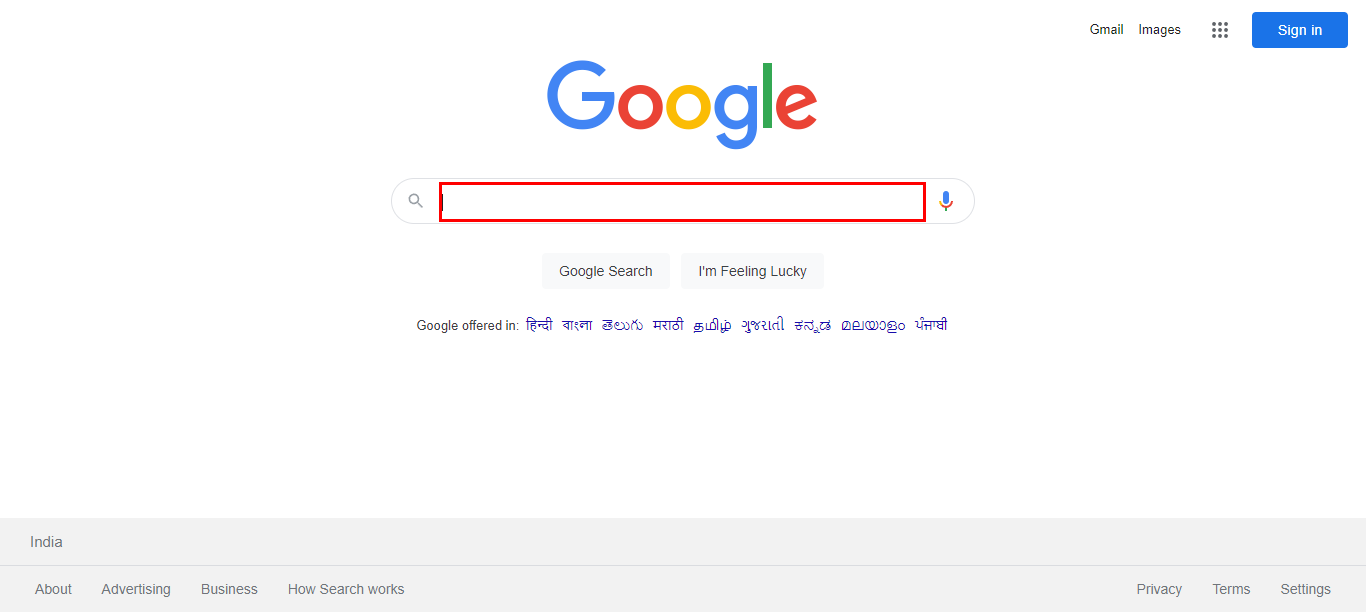 Gmail Images Sign in
Google
Google Search I'm Feeling Lucky
Google offered in: हिन्दी বাংলা తెలుగు मराठी தமிழ் ગુજરાતી ಕನ್ನಡ മലയാളം ਪੰਜਾਬੀ
India
About Advertising Business How Search works Privacy Terms Settings